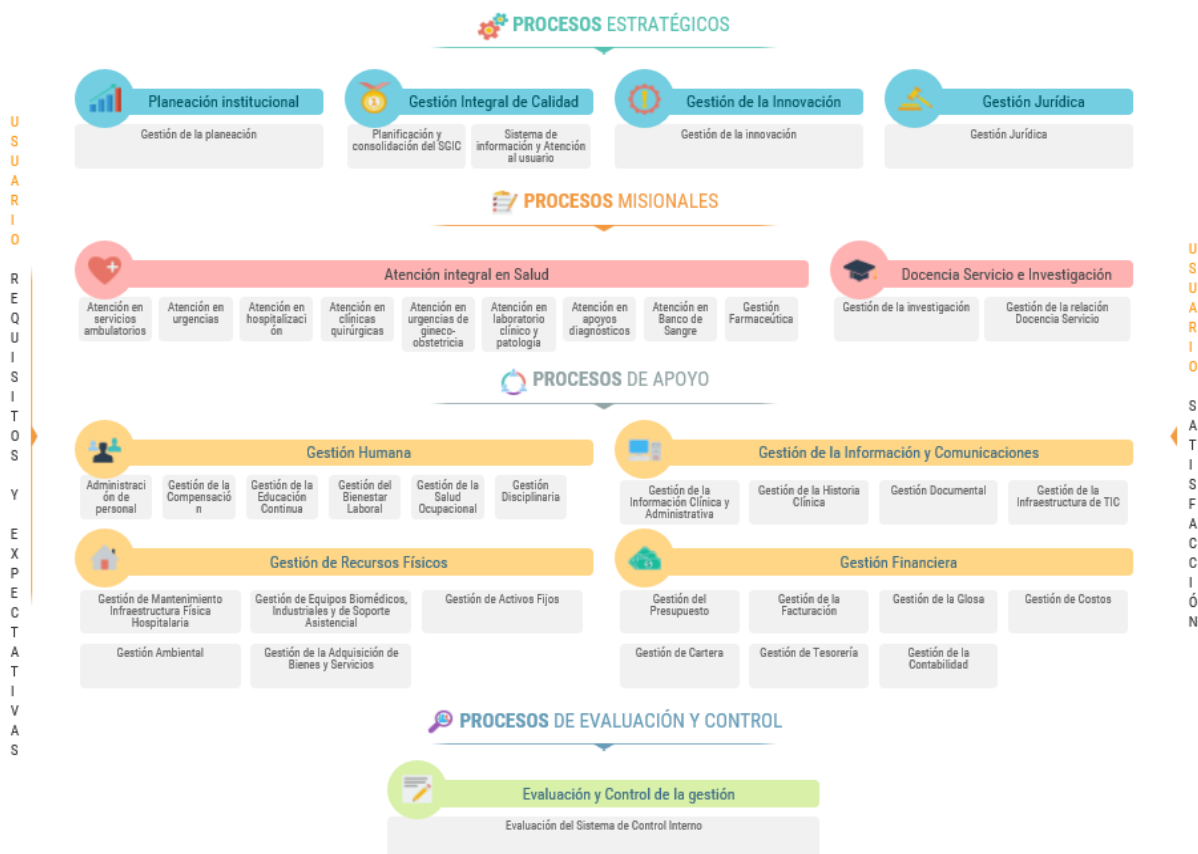 PROCESOS ESTRATÉGICOS
Planeación institucional
Gestión de la planeación
Gestión Integral de Calidad
Planificación y
consolidación del SGIC
Sistema de
información y Atención
al usuario
Gestión de la Innovación
Gestión de la innovación
Gestión Jurídica
Gestión Jurídica
USUARIO REQUISITOS Y EXPECTATIVAS
PROCESOS MISIONALES
Atención integral en Salud
Atención en
servicios
ambulatorios
Atención en
urgencias
Atención en
hospitalizaci
ón
Atención en
clínicas
quirúrgicas
Atención en
urgencias de
gineco-
obstetricia
Atención en
laboratorio
clínico y
patología
Atención en
apoyos
diagnósticos
Atención en
Banco de
Sangre
Gestión
Farmaceútica
Docencia Servicio e Investigación
Gestión de la investigación
Gestión de la relación
Docencia Servicio
USUARIO SATISFACCIÓN
PROCESOS DE APOYO
Gestión Humana
Administraci
ón de
personal
Gestión de la
Compensació
n
Gestión de la
Educación
Continua
Gestión del
Bienestar
Laboral
Gestión de la
Salud
Ocupacional
Gestión
Disciplinaria
Gestión de la Información y Comunicaciones
Gestión de la
Información Clínica y
Administrativa
Gestión de la Historia
Clínica
Gestión Documental
Gestión de la
Infraestructura de TIC
Gestión de Recursos Físicos
Gestión de Mantenimiento
Infraestructura Física
Hospitalaria
Gestión de Equipos Biomédicos,
Industriales y de Soporte
Asistencial
Gestión de Activos Fijos
Gestión Ambiental
Gestión de la Adquisición de
Bienes y Servicios
Gestión Financiera
Gestión del
Presupuesto
Gestión de la
Facturación
Gestión de la Glosa
Gestión de Costos
Gestión de Cartera
Gestión de Tesorería
Gestión de la
Contabilidad
PROCESOS DE EVALUACIÓN Y CONTROL
Evaluación y Control de la gestión
Evaluación del Sistema de Control Interno